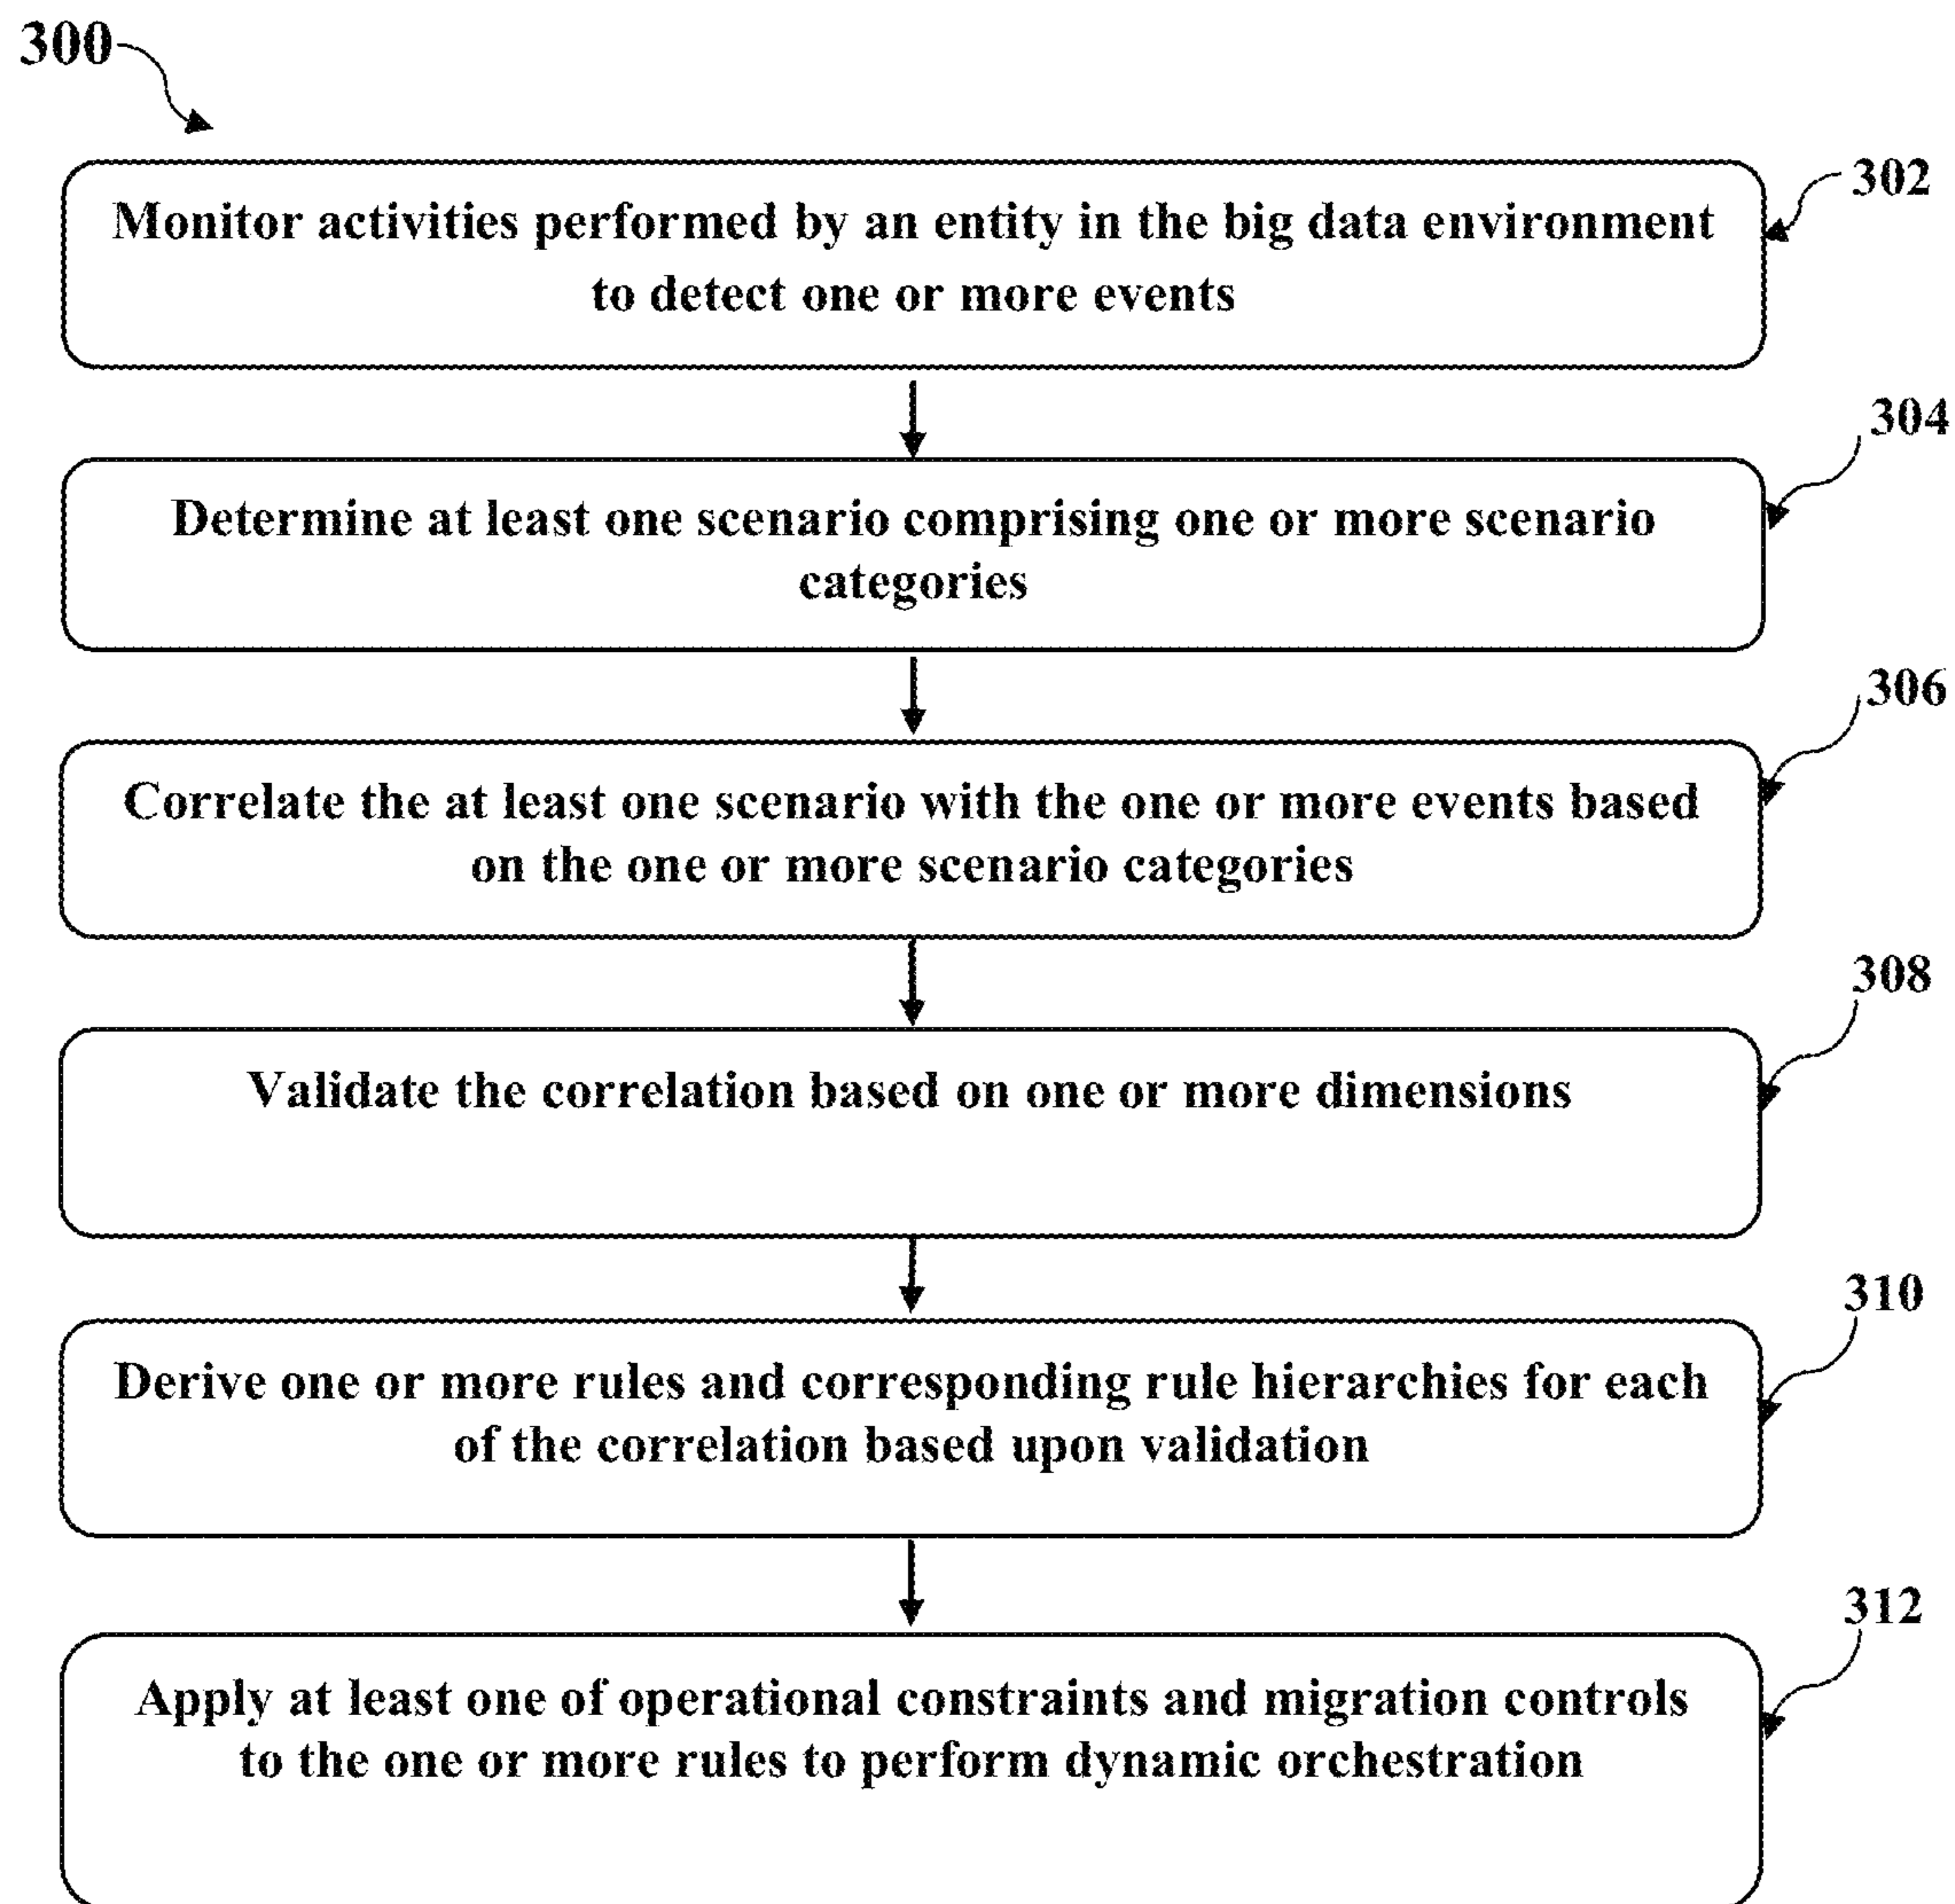 300
302
Monitor activities performed by an entity in the big data environment
to detect one or more events
304
Determine at least one scenario comprising one or more scenario
categories
306
Correlate the at least one scenario with the one or more events based
on the one or more scenario categories
308
Validate the correlation based on one or more dimensions
310
Derive one or more rules and corresponding rule hierarchies for each
of the correlation based upon validation
312
Apply at least one of operational constraints and migration controls
to the one or more rules to perform dynamic orchestration